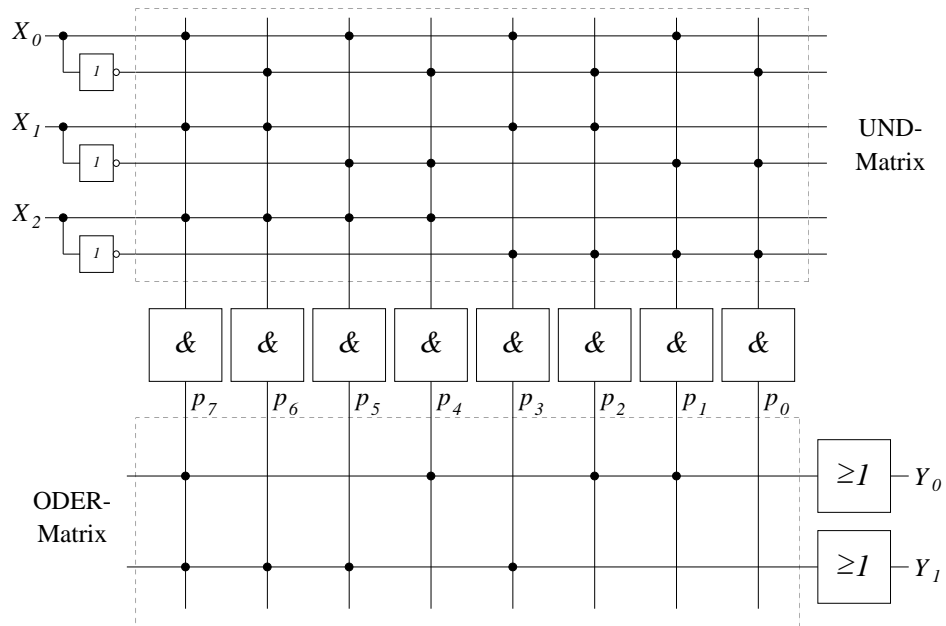 X0
1
X1
1
UND-
Matrix
X2
1
& & & & & & & &
p7 p6 p5 p4 p3 p2 p1 p0
≥1 Y0
ODER-
Matrix
≥1 Y1